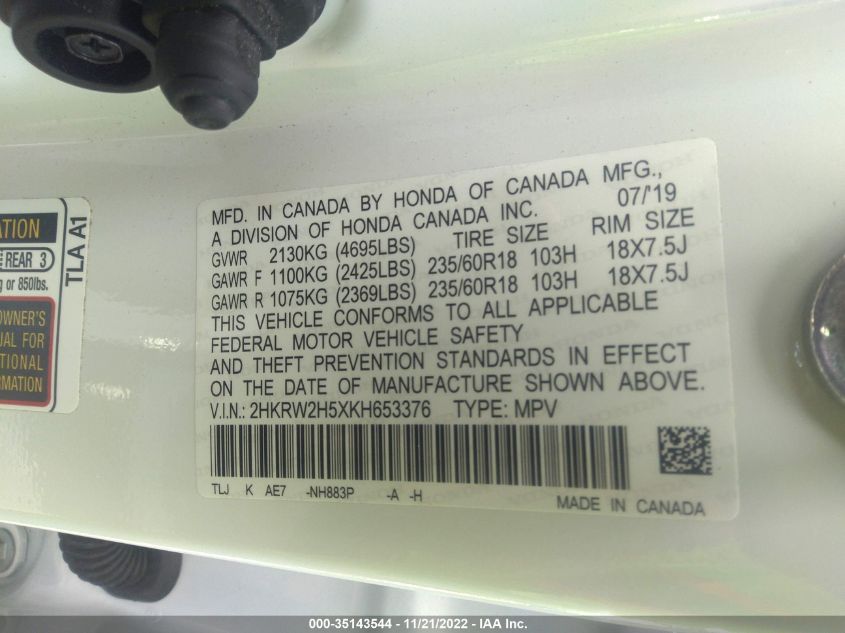 MFD. IN CANADA BY HONDA OF CANADA MFG.,
A DIVISION OF HONDA CANADA INC. 07/'19
GVWR 2130KG (4695LBS) TIRE SIZE RIM SIZE
GAWR F 1100KG (2425LBS) 235/60R18 103H 18X7.5J
GAWR R 1075KG (2369LBS) 235/60R18 103H 18X7.5J
THIS VEHICLE CONFORMS TO ALL APPLICABLE
FEDERAL MOTOR VEHICLE SAFETY
AND THEFT PREVENTION STANDARDS IN EFFECT
ON THE DATE OF MANUFACTURE SHOWN ABOVE.
V.I.N.: 2HKRW2H5XKH653376 TYPE: MPV
TLJ K AE7 -NH883P -A -H
MADE IN CANADA
REAR 3
or 850lbs.
OWNER'S
FOR
TLA A1
000-35143544 - 11/21/2022 - IAA Inc.